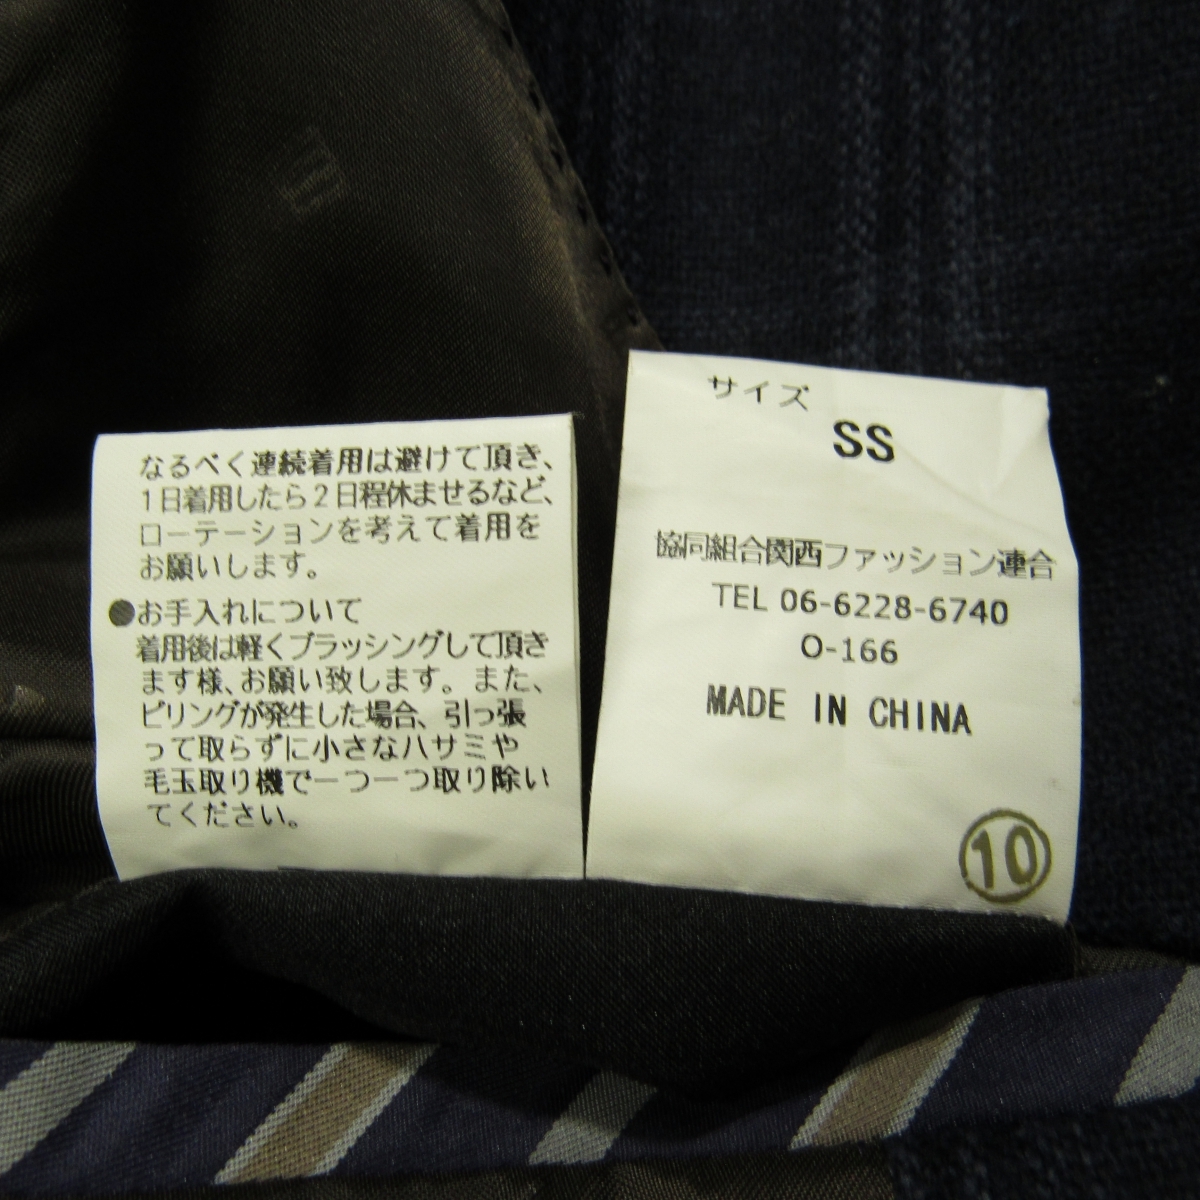 なるべく連続着用は避けて頂き、
1日着用したら2日程休ませるなど、
ローテーションを考えて着用を
お願いします。
●お手入れについて
着用後は軽くブラッシングして頂き
ます様、お願い致します。また、
ピリングが発生した場合、引っ張
って取らずに小さなハサミや
毛玉取り機で一つ一つ取り除い
てください。
サイズ
SS
協同組合関西ファッション連合
TEL 06-6228-6740
O-166
MADE IN CHINA
10